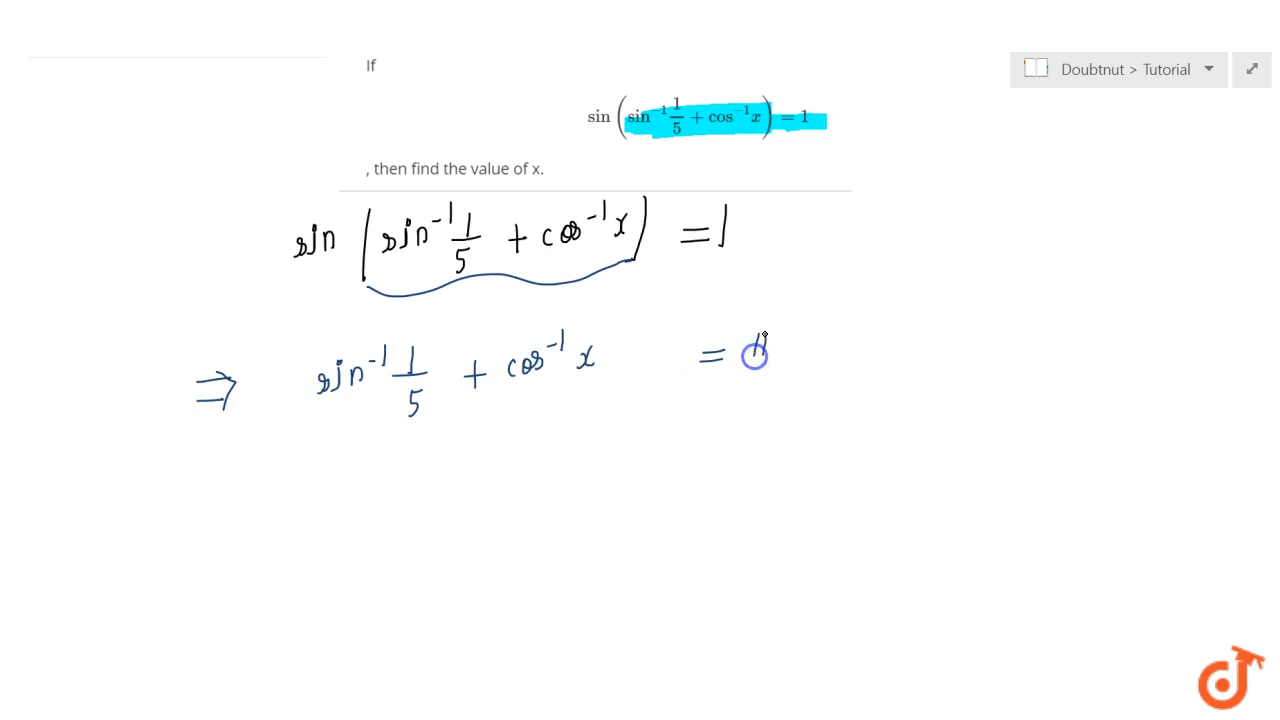 If
Doubtnut > Tutorial
sin (sin⁻¹ 1/5 + cos⁻¹ x) = 1
, then find the value of x.
sin (sin⁻¹ 1/5 + cos⁻¹ x) = 1
⇒ sin⁻¹ 1/5 + cos⁻¹ x =